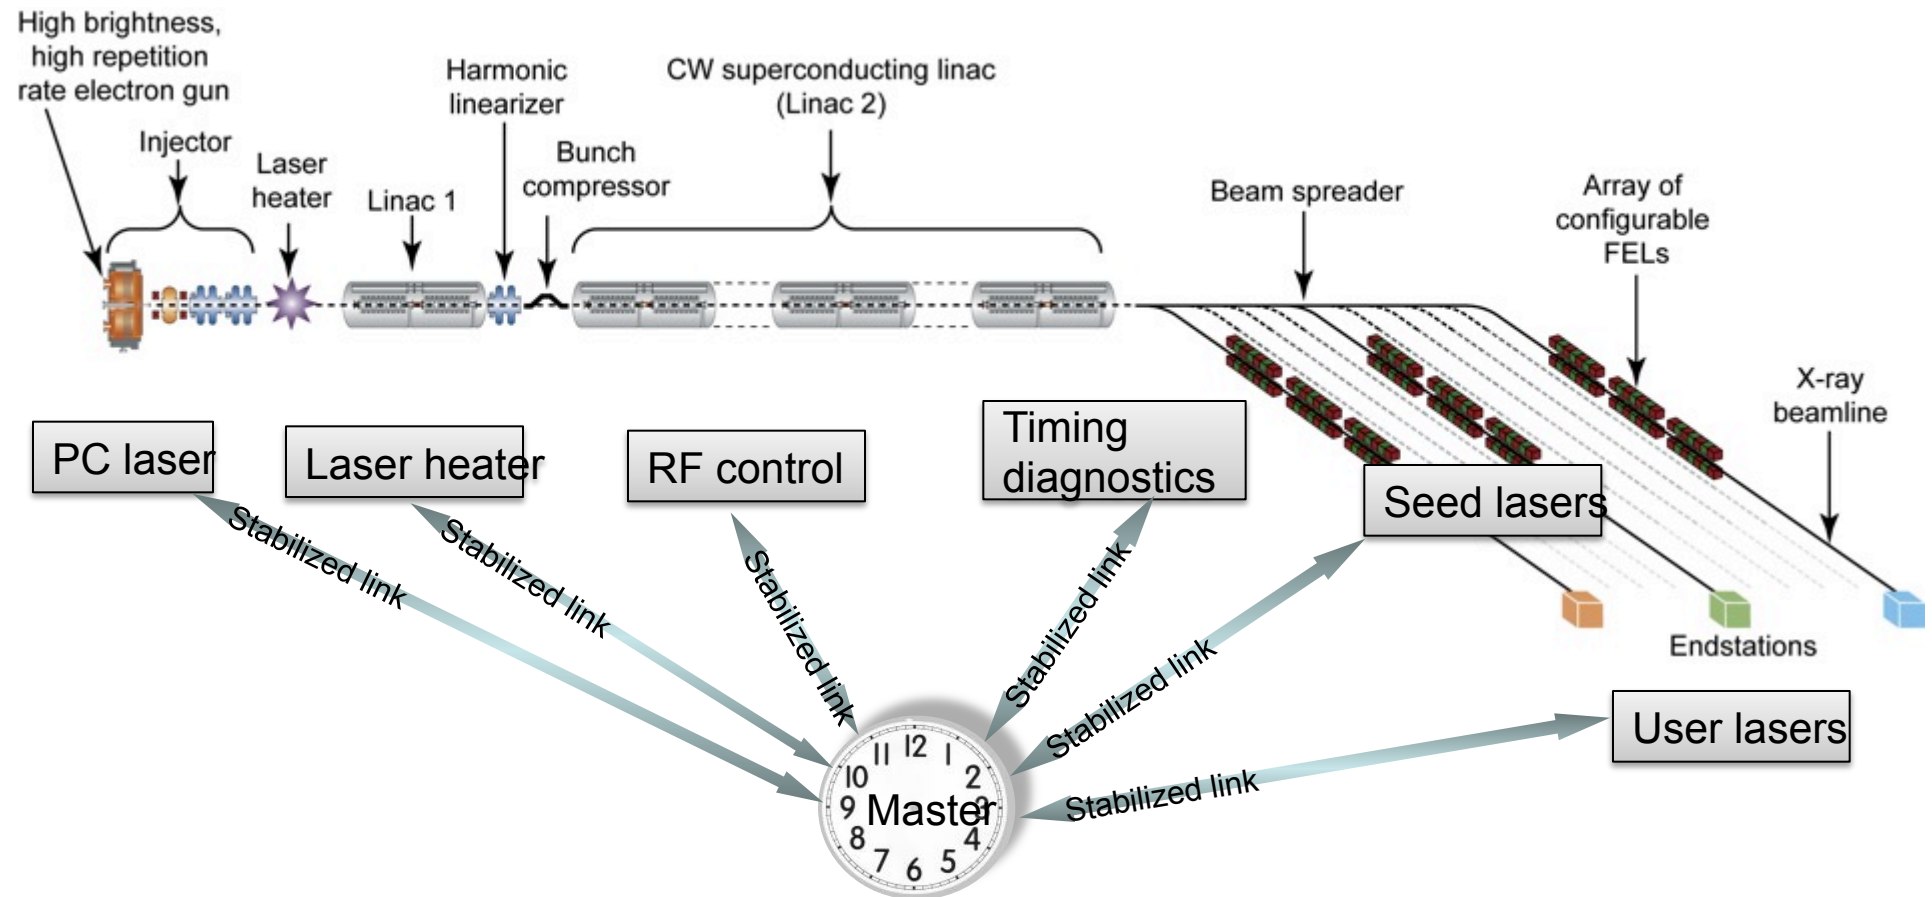 High brightness,
high repetition
rate electron gun
Injector
Laser
heater
Linac 1
Harmonic
linearizer
Bunch
compressor
CW superconducting linac
(Linac 2)
Beam spreader
Array of
configurable
FELs
X-ray
beamline
PC laser
Laser heater
RF control
Timing
diagnostics
Seed lasers
Stabilized link
Stabilized link
Stabilized link
Stabilized link
Stabilized link
Stabilized link
Endstations
User lasers
12
11
1
10
2
9
Master
3
8
4
7
5
6